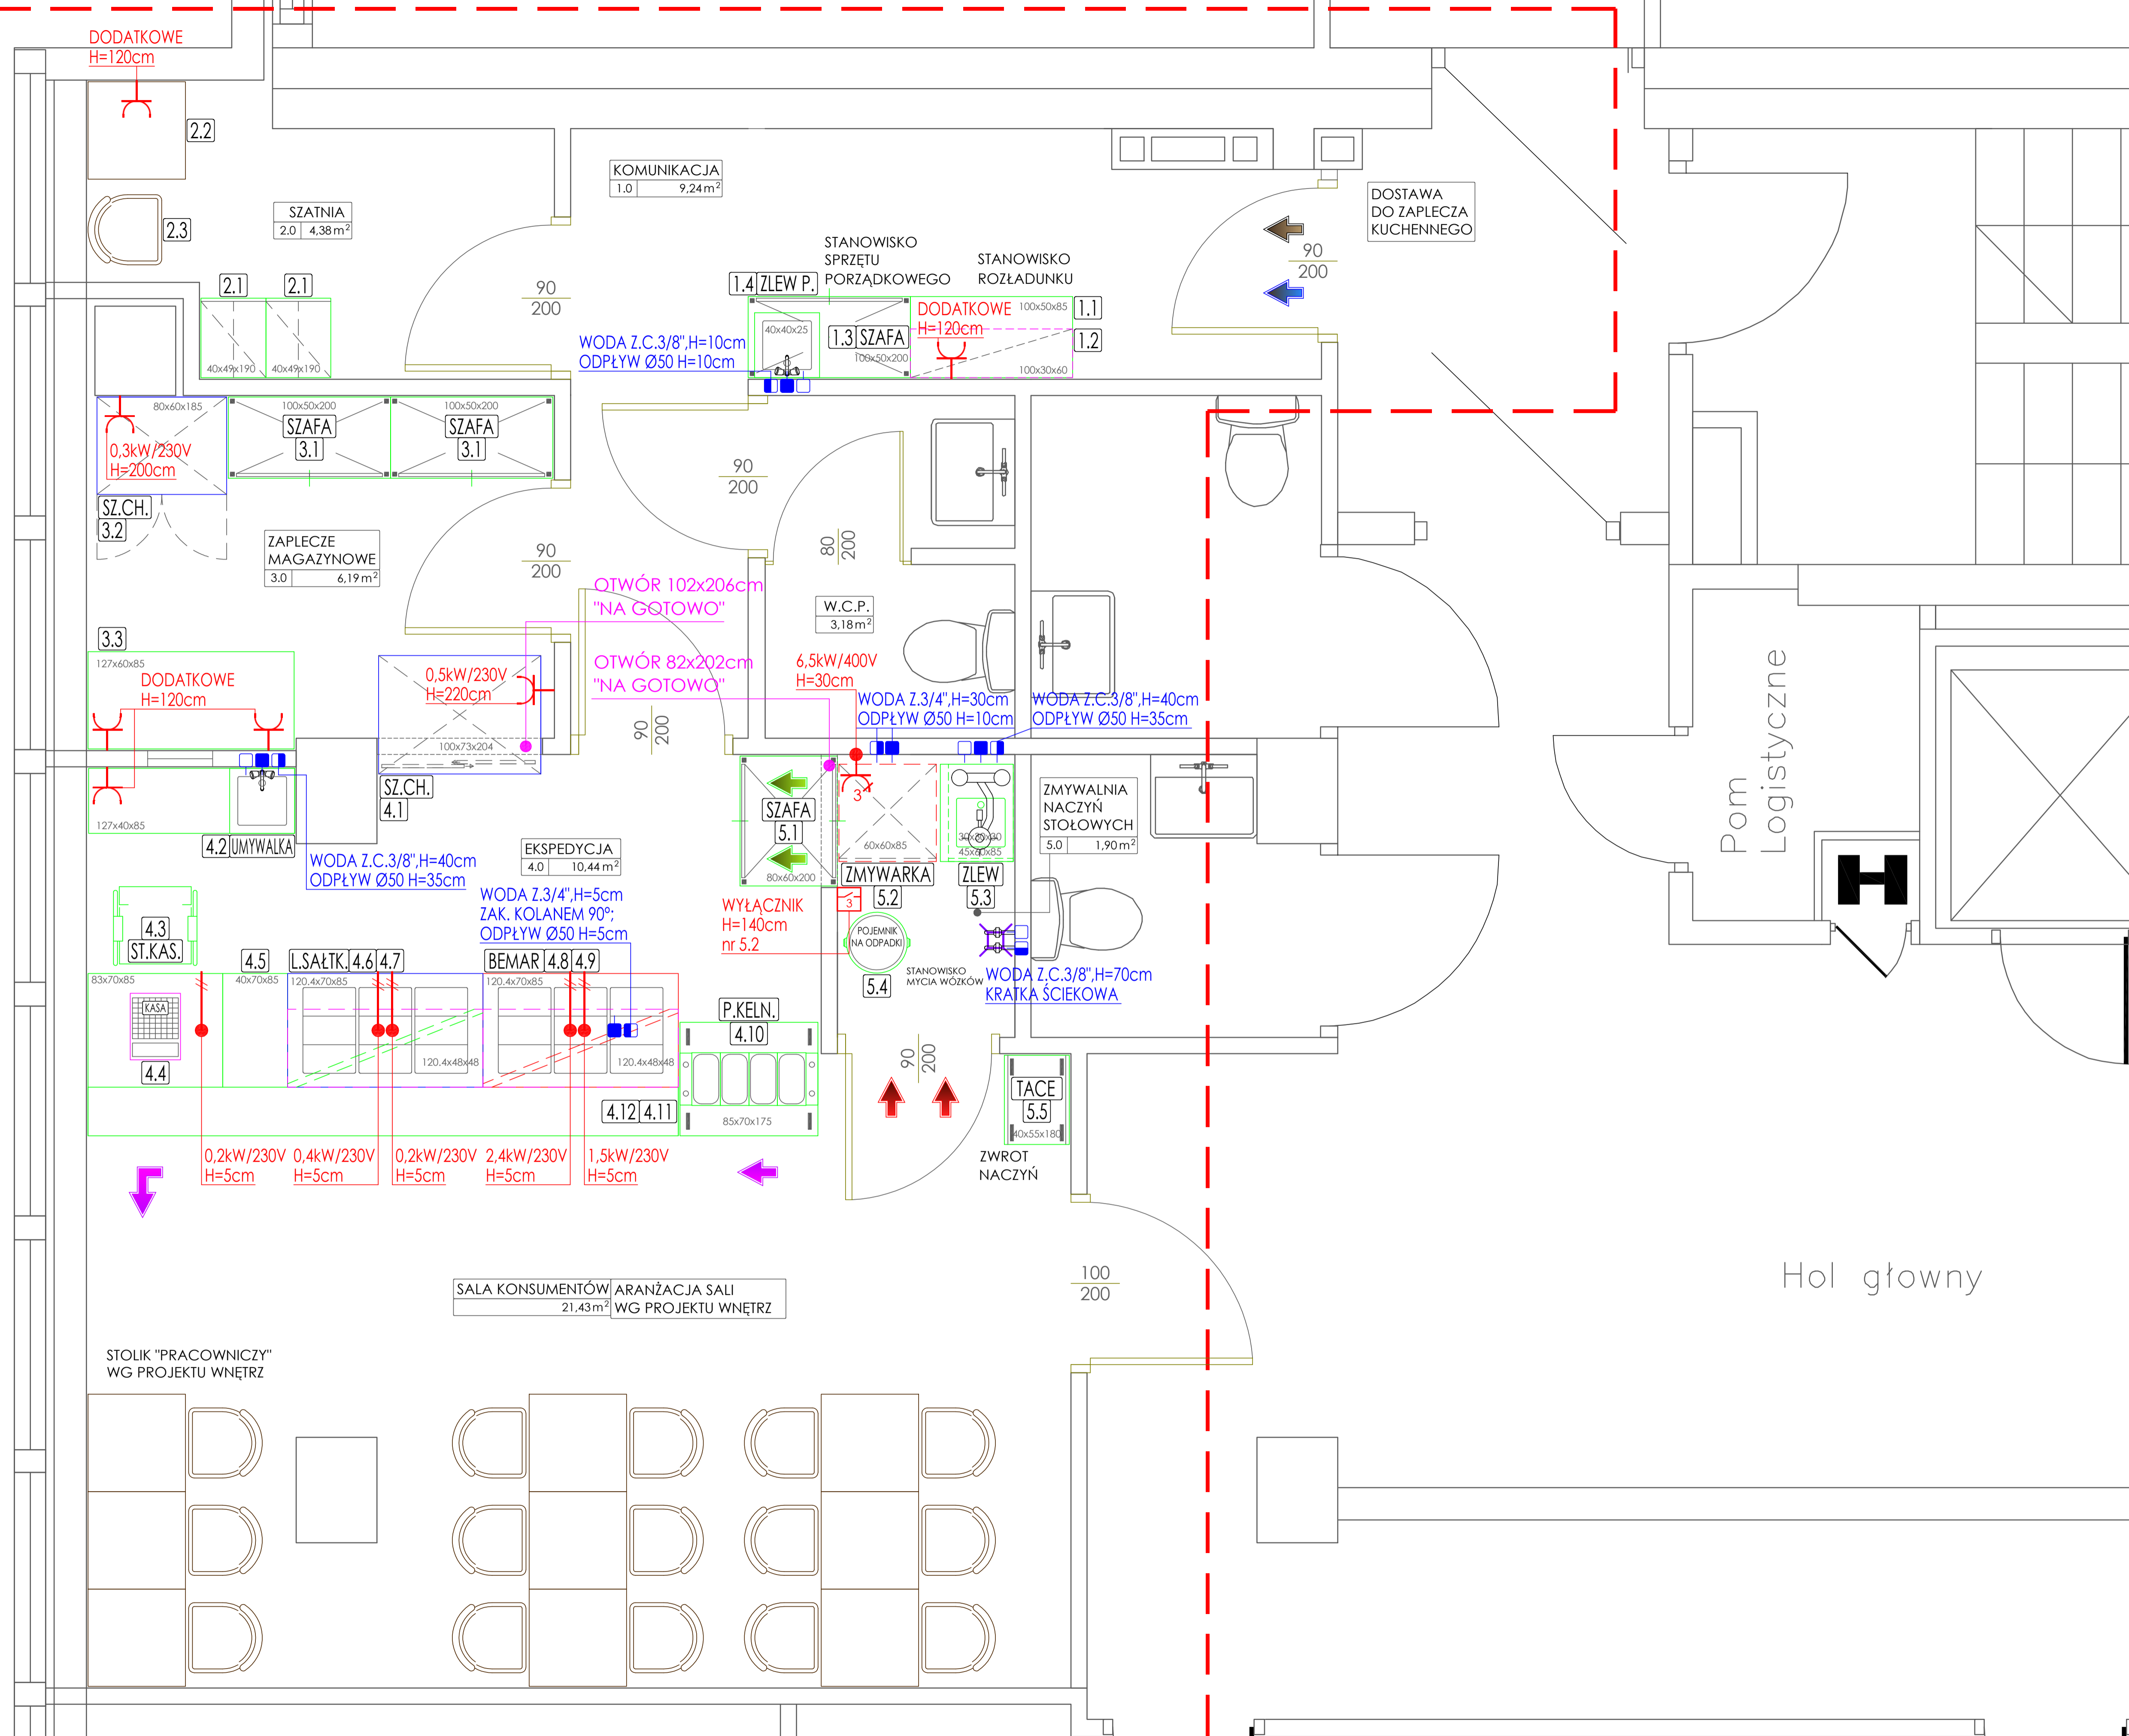 DODATKOWE
H=120cm
2.2
2.3
SZATNIA
2.0 4,38m²
KOMUNIKACJA
1.0 9,24m²
DOSTAWA
DO ZAPLECZA
KUCHENNEGO
90
200
90
200
STANOWISKO
SPRZĘTU
PORZĄDKOWEGO
STANOWISKO
ROZŁADUNKU
2.1
2.1
40x49x190
40x49x190
1.4 ZLEW P.
40x40x25
1.3 SZAFA
100x50x200
DODATKOWE
H=120cm
100x50x85
100x30x60
1.1
1.2
WODA Z.C.3/8",H=10cm
ODPŁYW Ø50 H=10cm
80x60x185
0,3kW/230V
H=200cm
100x50x200
SZAFA
3.1
100x50x200
SZAFA
3.1
SZ.CH.
3.2
90
200
80
200
ZAPLECZE
MAGAZYNOWE
3.0 6,19m²
90
200
OTWÓR 102x206cm
"NA GOTOWO"
W.C.P.
3,18m²
3.3
127x60x85
DODATKOWE
H=120cm
0,5kW/230V
H=220cm
100x73x204
OTWÓR 82x202cm
"NA GOTOWO"
90
200
6,5kW/400V
H=30cm
WODA Z.3/4",H=30cm
ODPŁYW Ø50 H=10cm
WODA Z.C.3/8",H=40cm
ODPŁYW Ø50 H=35cm
Pom
Logistyczne
SZ.CH.
4.1
127x40x85
4.2 UMYWALKA
WODA Z.C.3/8",H=40cm
ODPŁYW Ø50 H=35cm
EKSPEDYCJA
4.0 10,44m²
SZAFA
5.1
80x60x200
3
60x60x85
ZMYWARKA
5.2
30x30x30
45x60x85
ZLEW
5.3
ZMYWALNIA
NACZYŃ
STOŁOWYCH
5.0 1,90m²
WODA Z.3/4",H=5cm
ZAK. KOLANEM 90°;
ODPŁYW Ø50 H=5cm
WYŁĄCZNIK
H=140cm
nr 5.2
3
POJEMNIK
NA ODPADKI
5.4
STANOWISKO
MYCIA WÓZKÓW
WODA Z.C.3/8",H=70cm
KRATKA ŚCIEKOWA
4.3
ST.KAS.
4.5
L.SAŁTK. 4.6 4.7
BEMAR 4.8 4.9
83x70x85
40x70x85
120.4x70x85
120.4x70x85
KASA
4.4
120.4x48x48
120.4x48x48
P.KELN.
4.10
85x70x175
4.12 4.11
90
200
TACE
5.5
40x55x180
ZWROT
NACZYŃ
0,2kW/230V
H=5cm
0,4kW/230V
H=5cm
0,2kW/230V
H=5cm
2,4kW/230V
H=5cm
1,5kW/230V
H=5cm
100
200
Hol głowny
SALA KONSUMENTÓW
21,43m²
ARANŻACJA SALI
WG PROJEKTU WNĘTRZ
STOLIK "PRACOWNICZY"
WG PROJEKTU WNĘTRZ